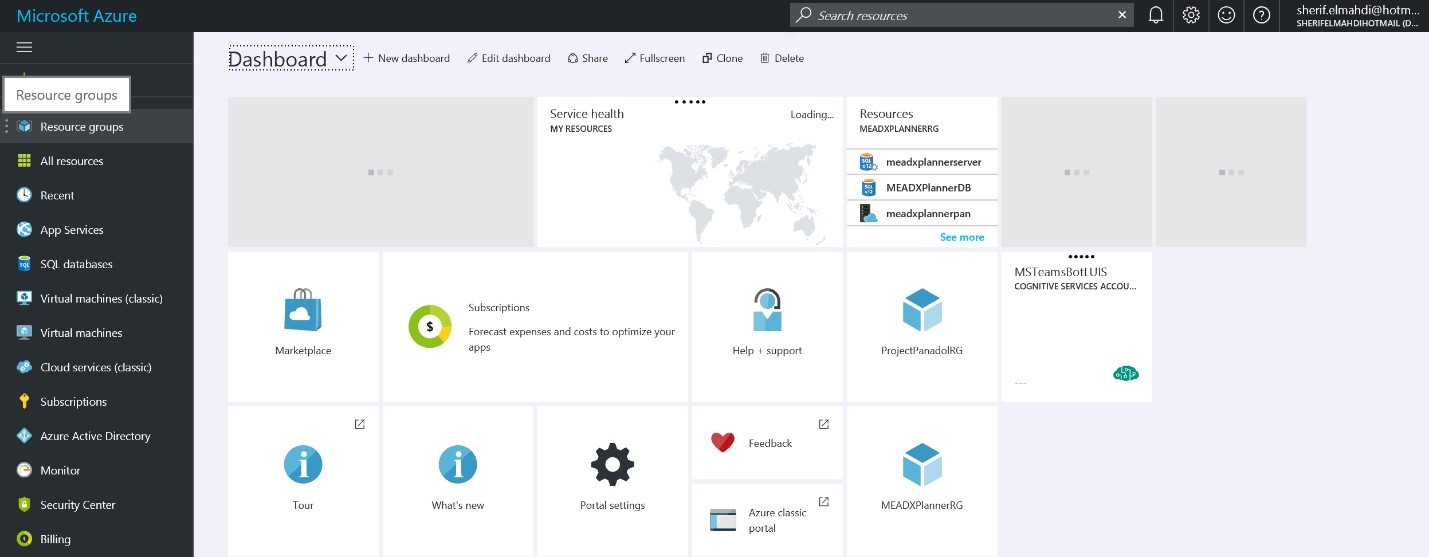 Microsoft Azure
Search resources
sherif.elmahdi@hotm...
SHERIFELMAHDIHOTMAIL (D...
Resource groups
Resource groups
All resources
Recent
App Services
SQL databases
Virtual machines (classic)
Virtual machines
Cloud services (classic)
Subscriptions
Azure Active Directory
Monitor
Security Center
Billing
Dashboard
New dashboard
Edit dashboard
Share
Fullscreen
Clone
Delete
Service health
MY RESOURCES
Loading...
Resources
MEADXPLANNERRG
meadxplannerserver
MEADXPlannerDB
meadxplannerpan
See more
Marketplace
Subscriptions
Forecast expenses and costs to optimize your
apps
Help + support
ProjectPanadolRG
MSTeamsBotLUIS
COGNITIVE SERVICES ACCOU...
---
Tour
What's new
Portal settings
Feedback
Azure classic
portal
MEADXPlannerRG